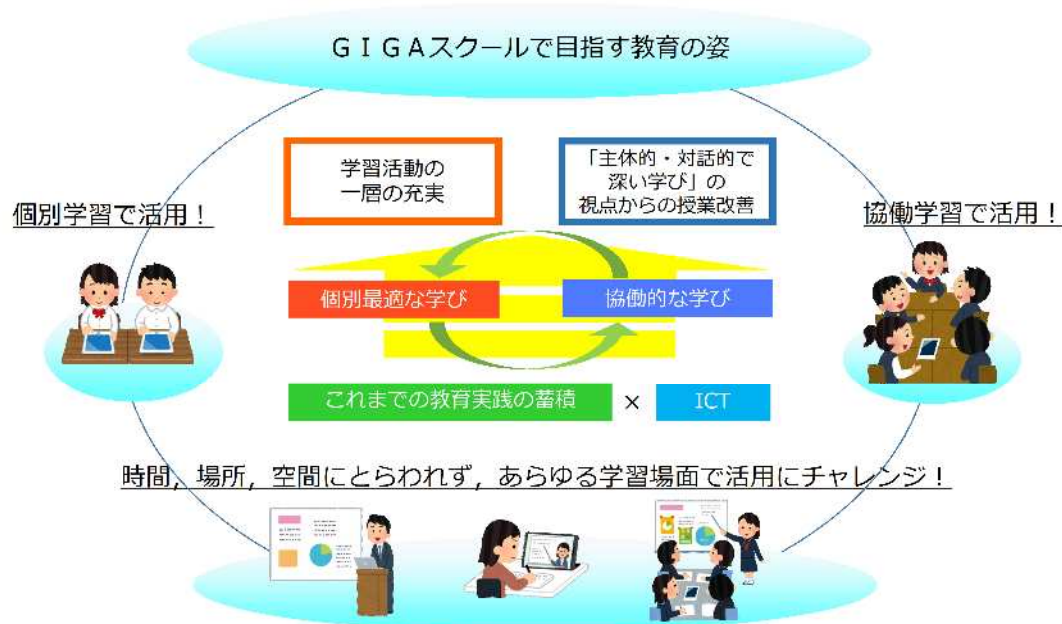 ＧＩＧＡスクールで目指す教育の姿
学習活動の
一層の充実
「主体的・対話的で
深い学び」の
視点からの授業改善
個別学習で活用！
協働学習で活用！
個別最適な学び
協働的な学び
これまでの教育実践の蓄積 × ICT
時間，場所，空間にとらわれず，あらゆる学習場面で活用にチャレンジ！